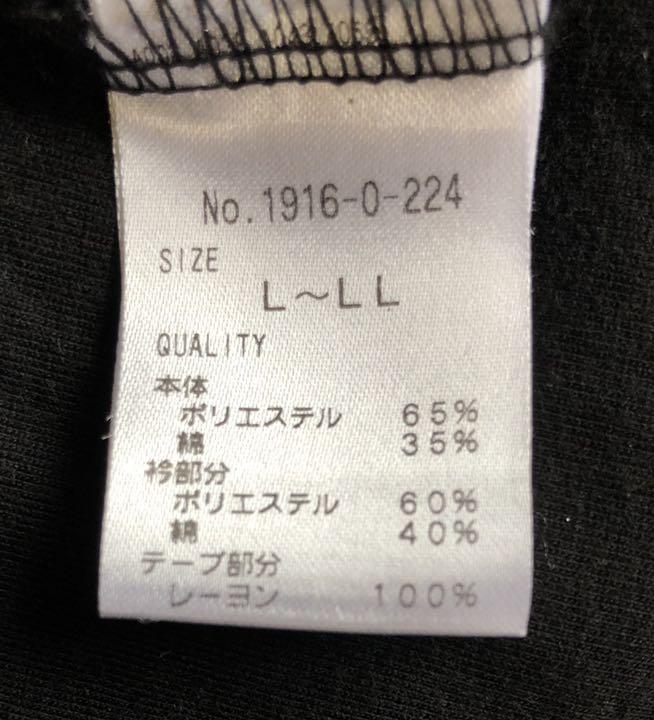 No.1916-0-224
SIZE
L～LL
QUALITY
本体
ポリエステル 65%
綿 35%
衿部分
ポリエステル 60%
綿 40%
テープ部分
レーヨン 100%